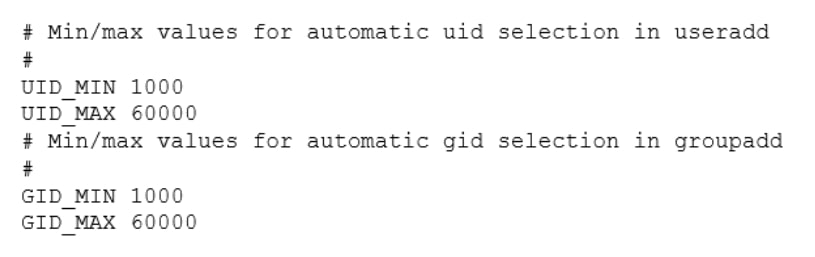 # Min/max values for automatic uid selection in useradd
#
UID_MIN 1000
UID_MAX 60000
# Min/max values for automatic gid selection in groupadd
#
GID_MIN 1000
GID_MAX 60000